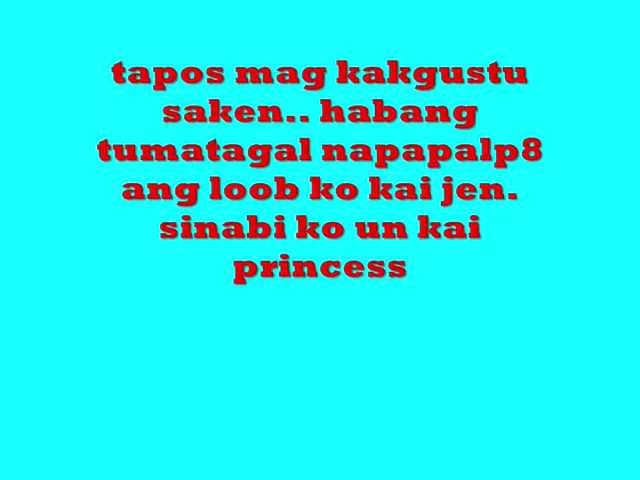 tapos mag kakgustu
saken.. habang
tumatagal napapalp8
ang loob ko kai jen.
sinabi ko un kai
princess